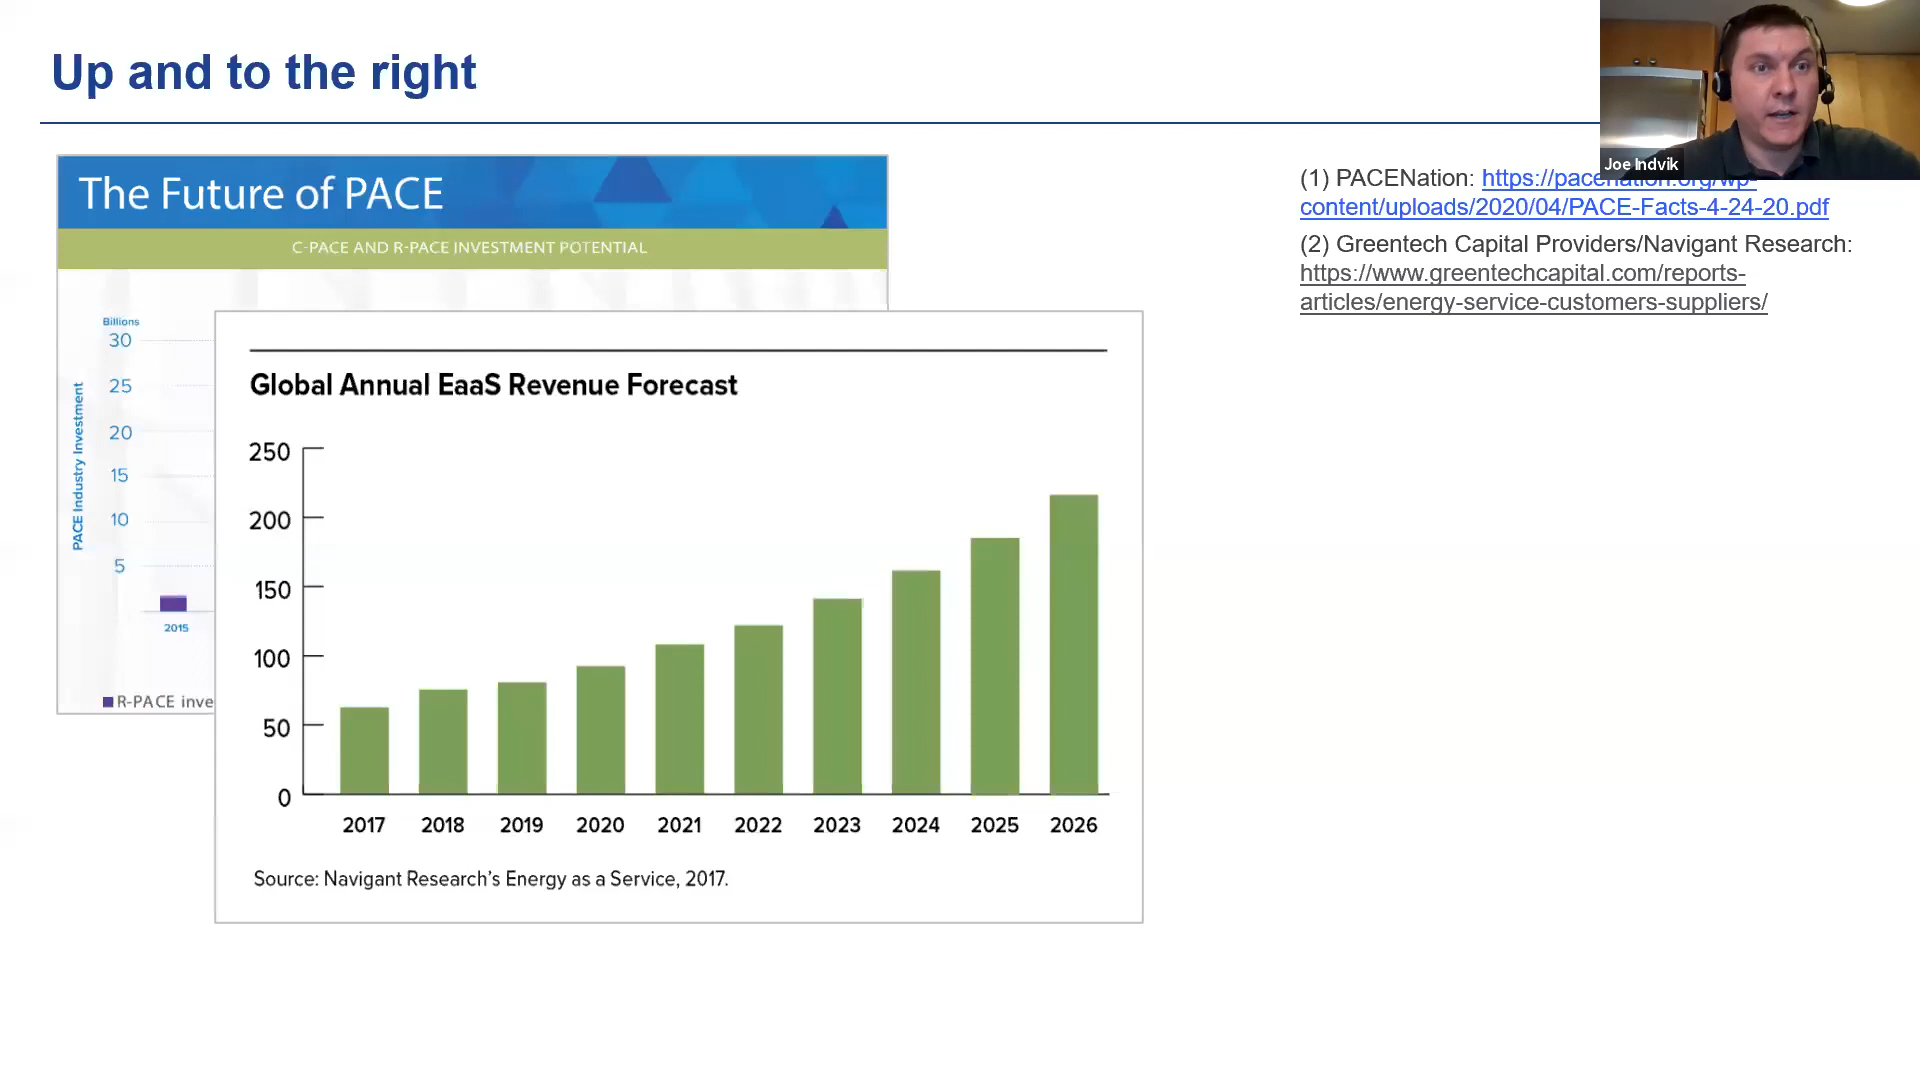 Up and to the right
Joe Indvik
The Future of PACE
C-PACE AND R-PACE INVESTMENT POTENTIAL
Billions
30
25
20
15
10
5
PACE Industry Investment
2015
R-PACE inve
Global Annual EaaS Revenue Forecast
250
200
150
100
50
0
2017 2018 2019 2020 2021 2022 2023 2024 2025 2026
Source: Navigant Research’s Energy as a Service, 2017.
(1) PACENation: https://pacenation.org/wp-
content/uploads/2020/04/PACE-Facts-4-24-20.pdf
(2) Greentech Capital Providers/Navigant Research:
https://www.greentechcapital.com/reports-
articles/energy-service-customers-suppliers/